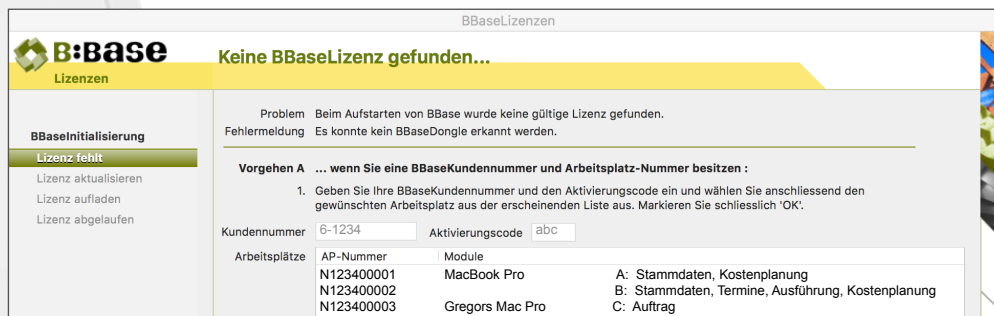 BBaseLizenzen
B:Base
Lizenzen
Keine BBaseLizenz gefunden...
BBaseInitialisierung
Lizenz fehlt
Lizenz aktualisieren
Lizenz aufladen
Lizenz abgelaufen
Problem Beim Aufstarten von BBase wurde keine gültige Lizenz gefunden.
Fehlermeldung Es konnte kein BBaseDongle erkannt werden.
Vorgehen A ... wenn Sie eine BBaseKundennummer und Arbeitsplatz-Nummer besitzen :
1. Geben Sie Ihre BBaseKundennummer und den Aktivierungscode ein und wählen Sie anschliessend den
gewünschten Arbeitsplatz aus der erscheinenden Liste aus. Markieren Sie schliesslich 'OK'.
Kundennummer 6-1234 Aktivierungscode abc
Arbeitsplätze AP-Nummer Module
N123400001 MacBook Pro A: Stammdaten, Kostenplanung
N123400002 B: Stammdaten, Termine, Ausführung, Kostenplanung
N123400003 Gregors Mac Pro C: Auftrag